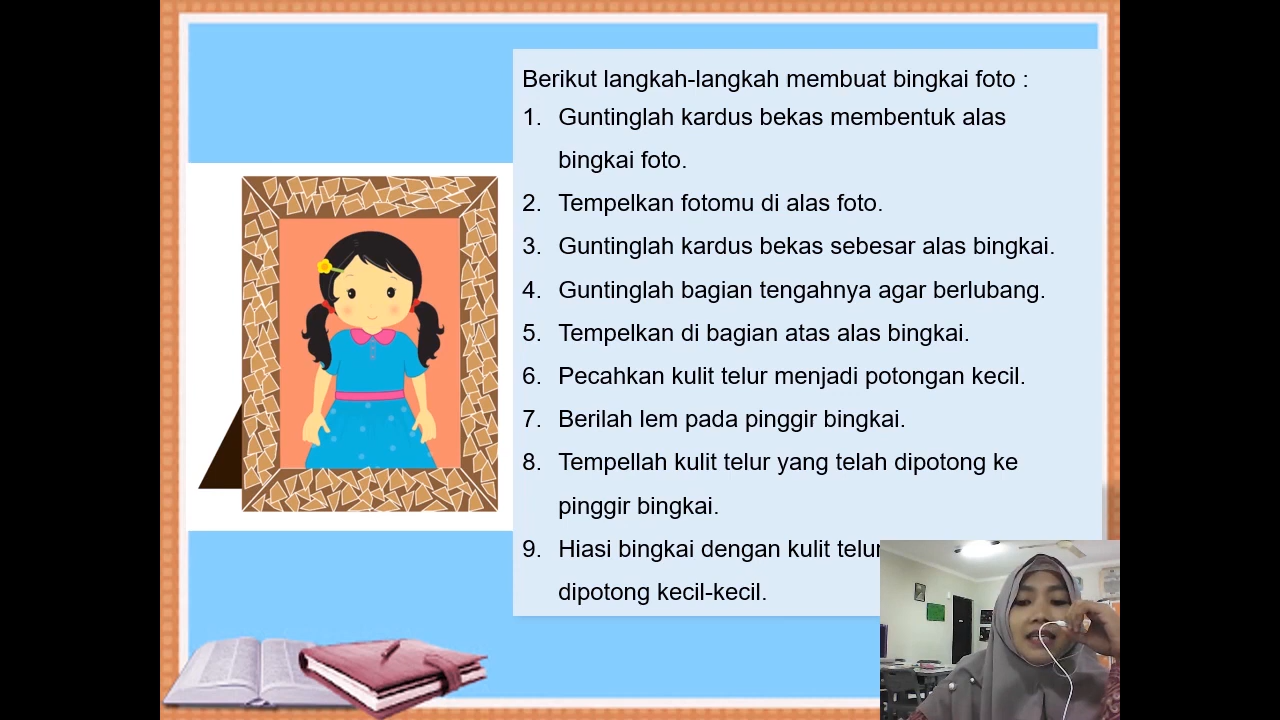 Berikut langkah-langkah membuat bingkai foto :
1. Guntinglah kardus bekas membentuk alas
bingkai foto.
2. Tempelkan fotomu di alas foto.
3. Guntinglah kardus bekas sebesar alas bingkai.
4. Guntinglah bagian tengahnya agar berlubang.
5. Tempelkan di bagian atas alas bingkai.
6. Pecahkan kulit telur menjadi potongan kecil.
7. Berilah lem pada pinggir bingkai.
8. Tempellah kulit telur yang telah dipotong ke
pinggir bingkai.
9. Hiasi bingkai dengan kulit telur
dipotong kecil-kecil.